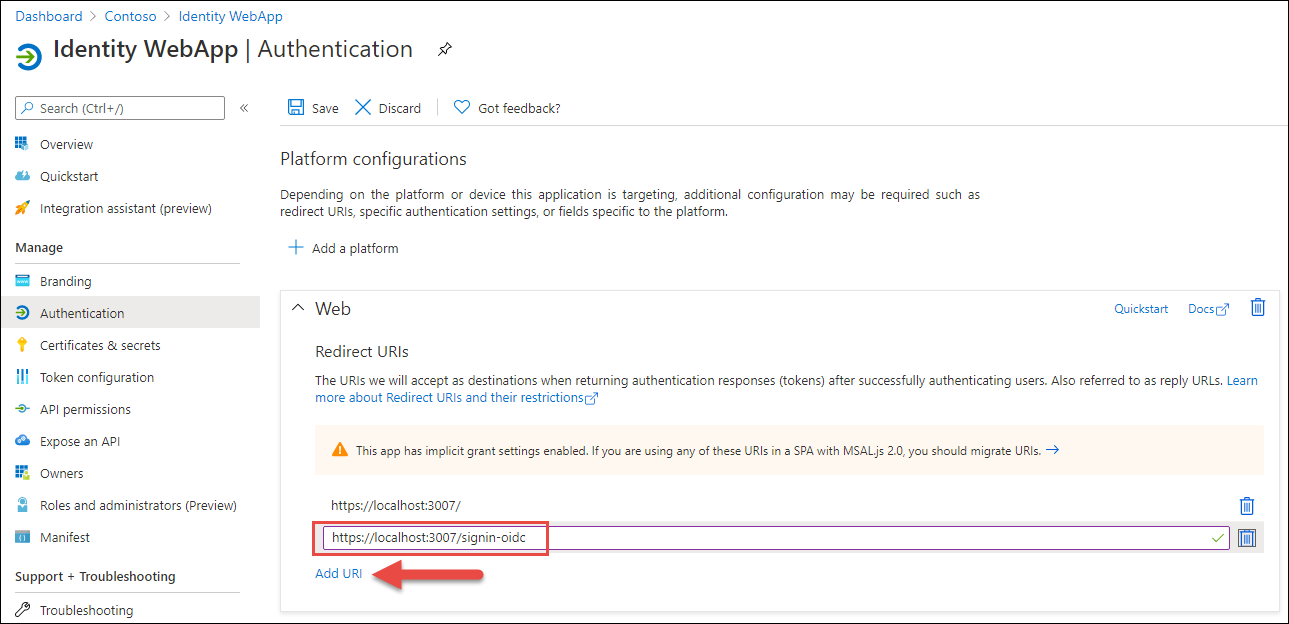 Dashboard > Contoso > Identity WebApp
Identity WebApp | Authentication
Search (Ctrl+/)
«
Overview
Quickstart
Integration assistant (preview)
Manage
Branding
Authentication
Certificates & secrets
Token configuration
API permissions
Expose an API
Owners
Roles and administrators (Preview)
Manifest
Support + Troubleshooting
Troubleshooting
Save Discard Got feedback?
Platform configurations
Depending on the platform or device this application is targeting, additional configuration may be required such as
redirect URIs, specific authentication settings, or fields specific to the platform.
Add a platform
Web Quickstart Docs
Redirect URIs
The URIs we will accept as destinations when returning authentication responses (tokens) after successfully authenticating users. Also referred to as reply URLs. Learn
more about Redirect URIs and their restrictions
This app has implicit grant settings enabled. If you are using any of these URIs in a SPA with MSAL.js 2.0, you should migrate URIs. →
https://localhost:3007/
https://localhost:3007/signin-oidc
Add URI